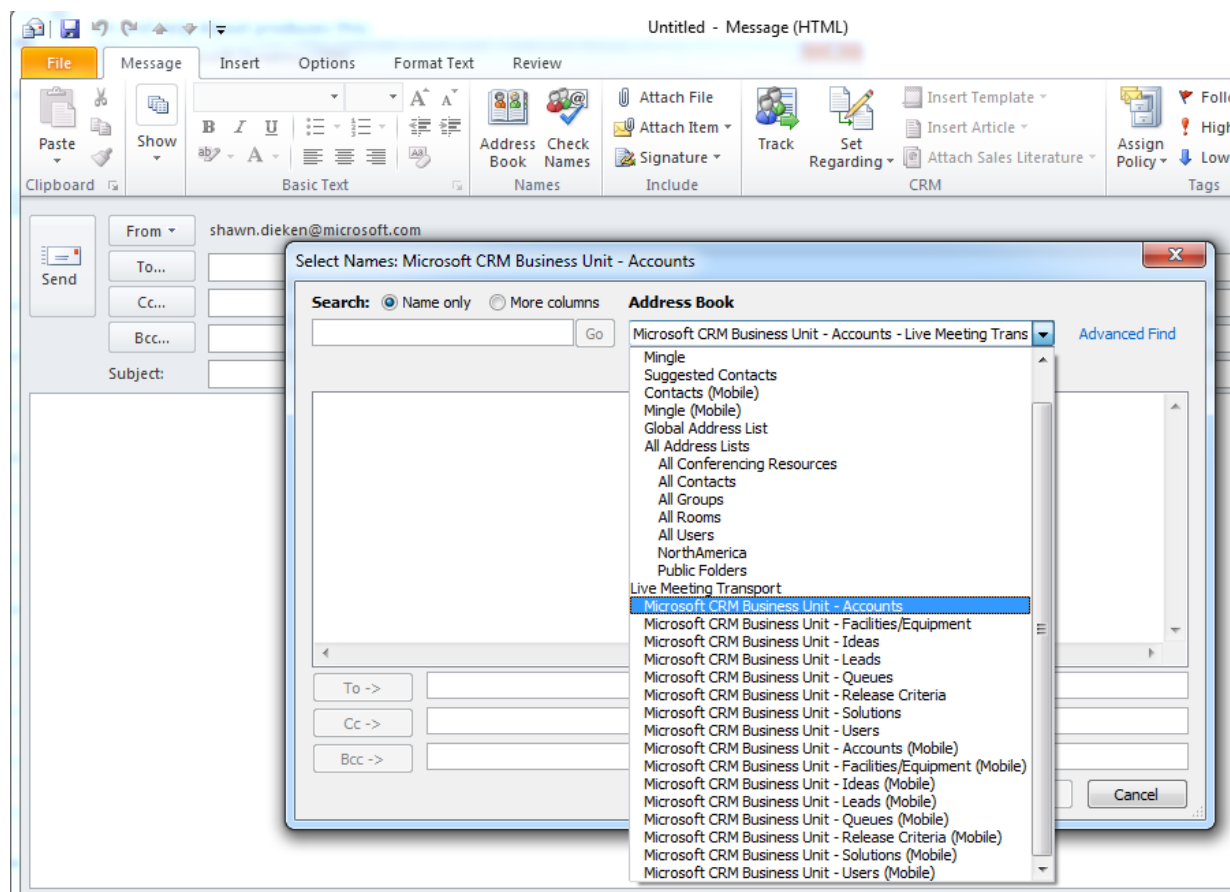 Untitled - Message (HTML)
File Message Insert Options Format Text Review
Paste
Show
B I U
Address Book
Check Names
Attach File
Attach Item
Signature
Track
Set Regarding
Insert Template
Insert Article
Attach Sales Literature
Assign Policy
Follo
High
Low
Clipboard Basic Text Names Include CRM Tags
Send
From shawn.dieken@microsoft.com
To...
Cc...
Bcc...
Subject:
Select Names: Microsoft CRM Business Unit - Accounts
Search: Name only More columns Address Book
Go Microsoft CRM Business Unit - Accounts - Live Meeting Trans Advanced Find
Mingle
Suggested Contacts
Contacts (Mobile)
Mingle (Mobile)
Global Address List
All Address Lists
All Conferencing Resources
All Contacts
All Groups
All Rooms
All Users
NorthAmerica
Public Folders
Live Meeting Transport
Microsoft CRM Business Unit - Accounts
Microsoft CRM Business Unit - Facilities/Equipment
Microsoft CRM Business Unit - Ideas
Microsoft CRM Business Unit - Leads
Microsoft CRM Business Unit - Queues
Microsoft CRM Business Unit - Release Criteria
Microsoft CRM Business Unit - Solutions
Microsoft CRM Business Unit - Users
Microsoft CRM Business Unit - Accounts (Mobile)
Microsoft CRM Business Unit - Facilities/Equipment (Mobile)
Microsoft CRM Business Unit - Ideas (Mobile)
Microsoft CRM Business Unit - Leads (Mobile)
Microsoft CRM Business Unit - Queues (Mobile)
Microsoft CRM Business Unit - Release Criteria (Mobile)
Microsoft CRM Business Unit - Solutions (Mobile)
Microsoft CRM Business Unit - Users (Mobile)
To ->
Cc ->
Bcc ->
Cancel